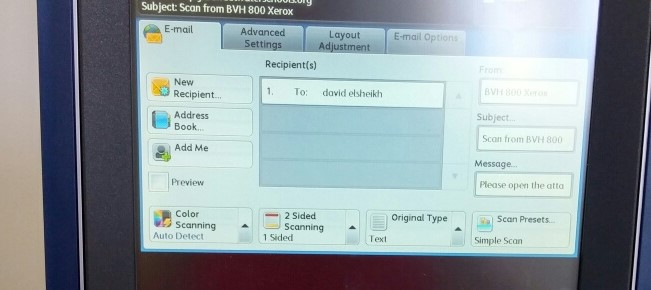 Subject: Scan from BVH 800 Xerox
E-mail
Advanced
Settings
Layout
Adjustment
E-mail Options
Recipient(s)
From
New
Recipient...
1. To: david elsheikh
BVH 800 Xerox
Address
Book...
Subject...
Scan from BVH 800
Add Me
Message...
Preview
Please open the atta
Color
Scanning
Auto Detect
2 Sided
Scanning
1 Sided
Original Type
Text
Scan Presets...
Simple Scan